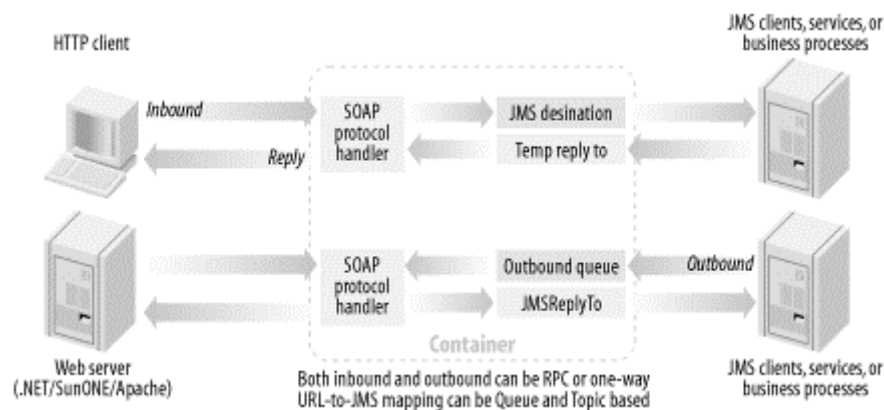 JMS clients, services, or
business processes
HTTP client
Inbound
Reply
SOAP
protocol
handler
JMS desination
Temp reply to
SOAP
protocol
handler
Outbound queue
JMSReplyTo
Outbound
Container
Web server
(.NET/SunONE/Apache)
JMS clients, services, or
business processes
Both inbound and outbound can be RPC or one-way
URL-to-JMS mapping can be Queue and Topic based